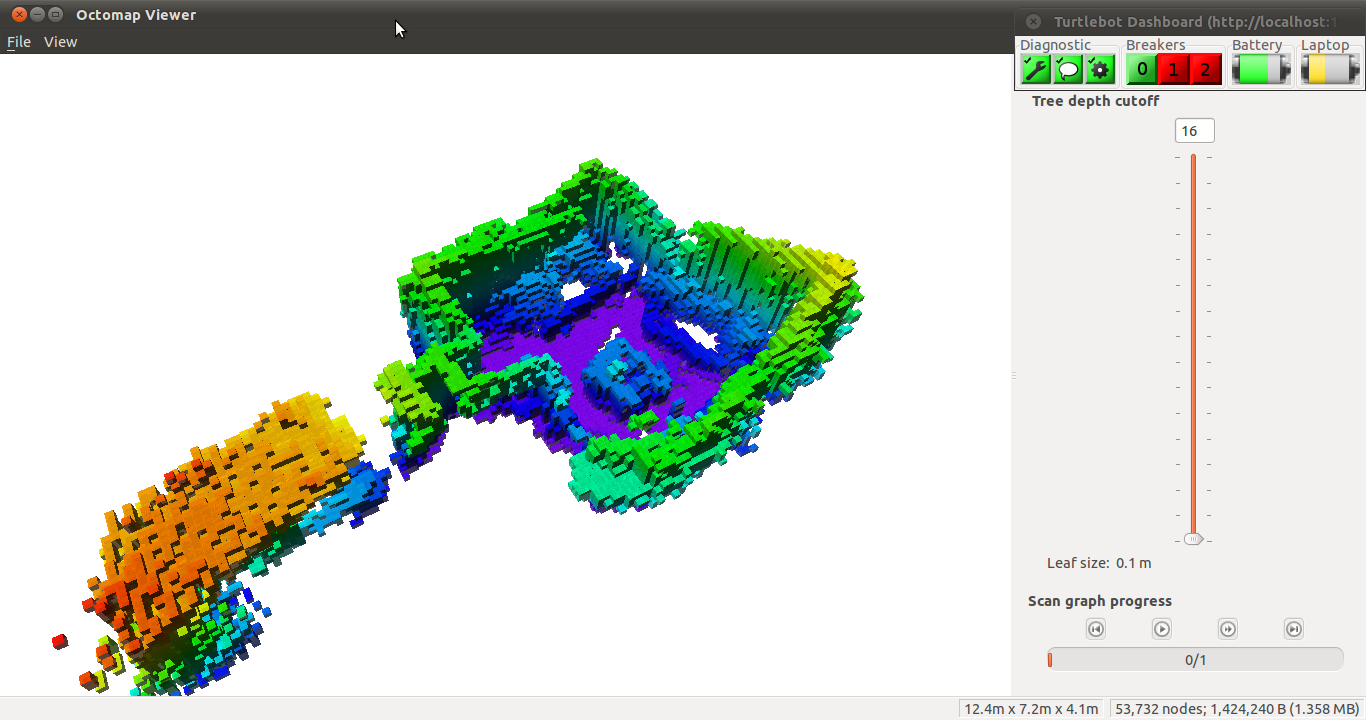 Octomap Viewer
File View
Turtlebot Dashboard (http://localhost:1
Diagnostic Breakers Battery Laptop
0 1 2
Tree depth cutoff
16
Leaf size: 0.1 m
Scan graph progress
0/1
12.4m x 7.2m x 4.1m 53,732 nodes; 1,424,240 B (1.358 MB)